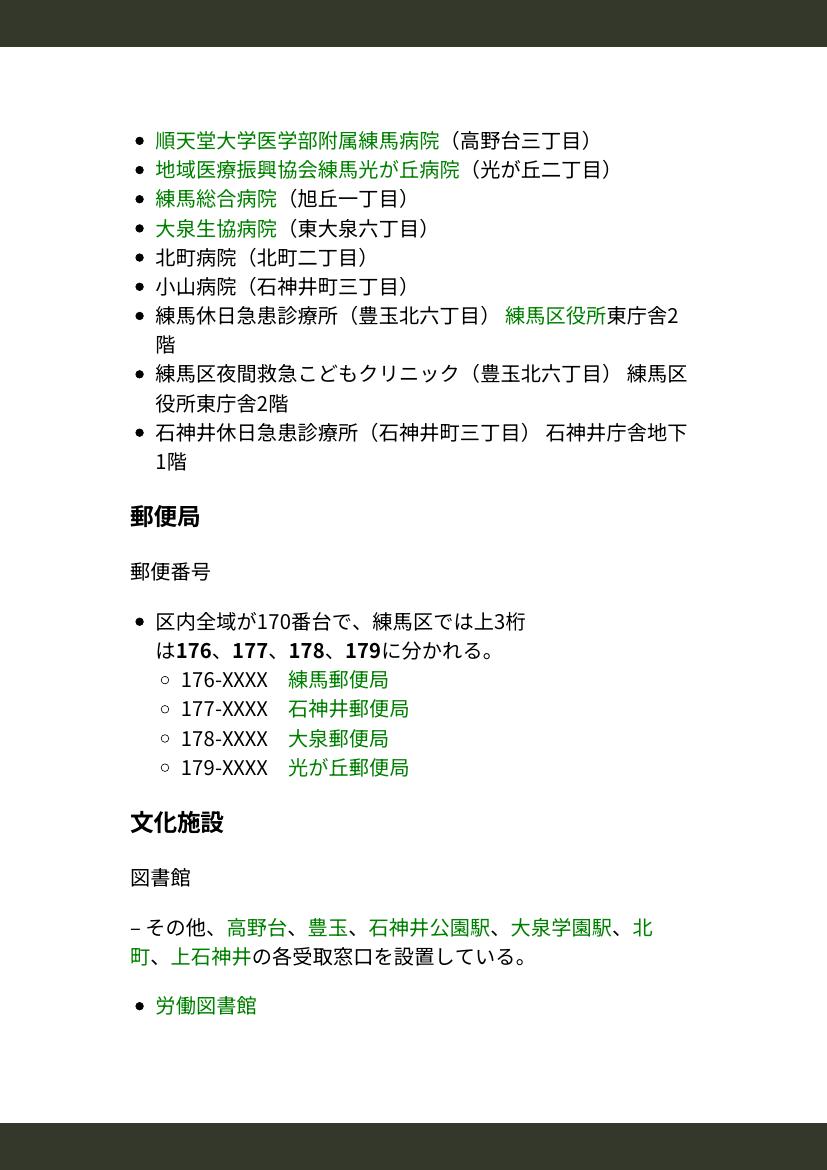 順天堂大学医学部附属練馬病院（高野台三丁目）
地域医療振興協会練馬光が丘病院（光が丘二丁目）
練馬総合病院（旭丘一丁目）
大泉生協病院（東大泉六丁目）
北町病院（北町二丁目）
小山病院（石神井町三丁目）
練馬休日急患診療所（豊玉北六丁目） 練馬区役所東庁舎2
階
練馬区夜間救急こどもクリニック（豊玉北六丁目） 練馬区
役所東庁舎2階
石神井休日急患診療所（石神井町三丁目） 石神井庁舎地下
1階
郵便局
郵便番号
区内全域が170番台で、練馬区では上3桁
は176、177、178、179に分かれる。
176-XXXX　練馬郵便局
177-XXXX　石神井郵便局
178-XXXX　大泉郵便局
179-XXXX　光が丘郵便局
文化施設
図書館
– その他、高野台、豊玉、石神井公園駅、大泉学園駅、北
町、上石神井の各受取窓口を設置している。
労働図書館